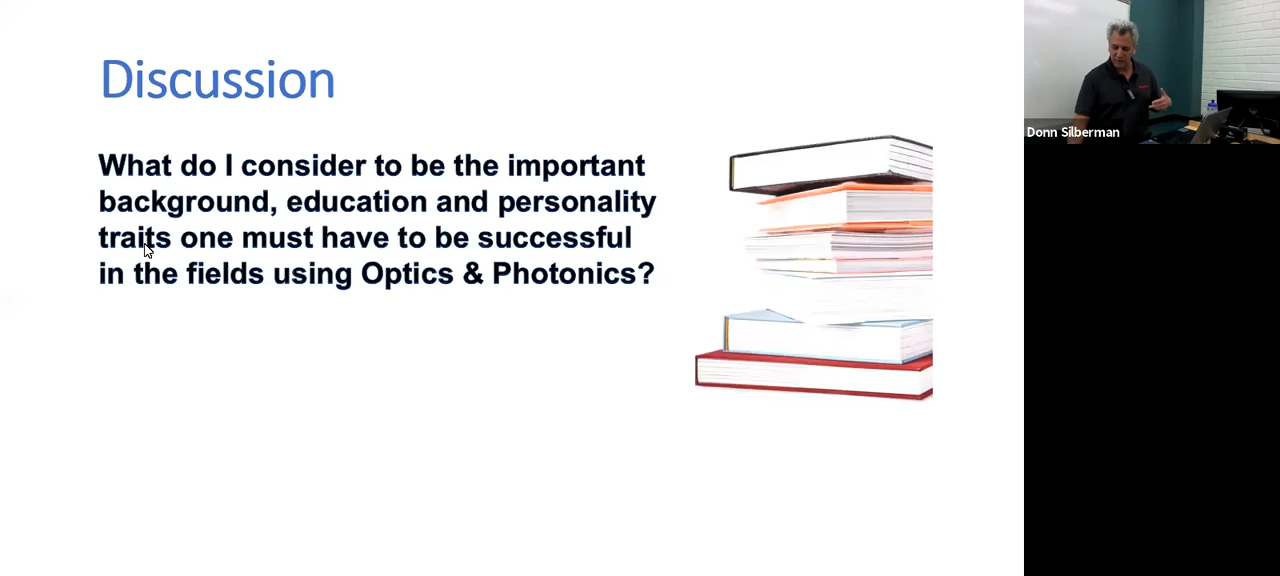 Discussion
What do I consider to be the important
background, education and personality
traits one must have to be successful
in the fields using Optics & Photonics?
Donn Silberman